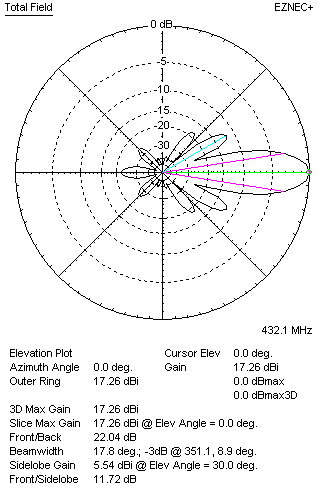 Total Field EZNEC+
0 dB
-5
-10
-15
-20
-30
432.1 MHz
Elevation Plot Cursor Elev 0.0 deg.
Azimuth Angle 0.0 deg. Gain 17.26 dBi
Outer Ring 17.26 dBi 0.0 dBmax
0.0 dBmax3D
3D Max Gain 17.26 dBi
Slice Max Gain 17.26 dBi @ Elev Angle = 0.0 deg.
Front/Back 22.04 dB
Beamwidth 17.8 deg.; -3dB @ 351.1, 8.9 deg.
Sidelobe Gain 5.54 dBi @ Elev Angle = 30.0 deg.
Front/Sidelobe 11.72 dB